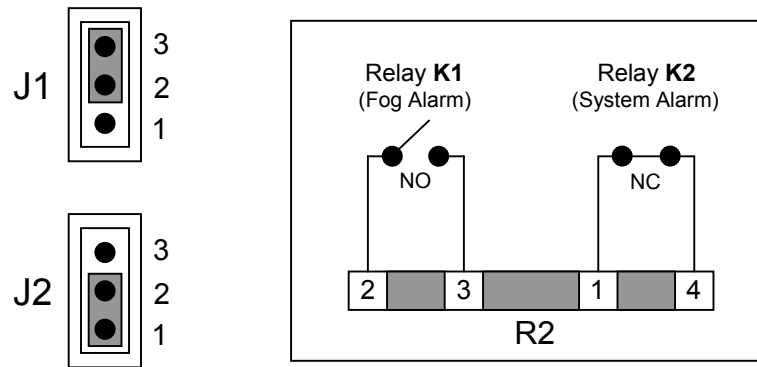 J1
3
2
1
J2
3
2
1
Relay K1
(Fog Alarm)
Relay K2
(System Alarm)
NO
NC
2 3 1 4
R2